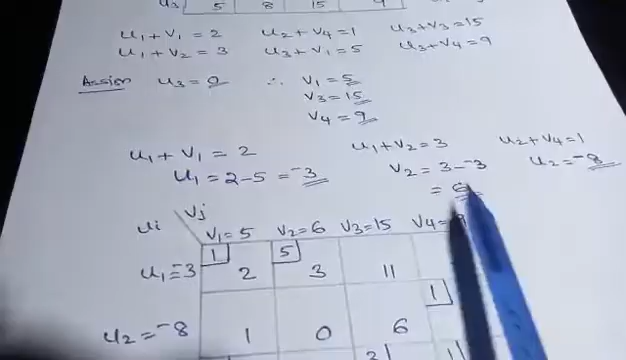 u3 5 8 15 9
u1+v1=2 u2+v4=1 u3+v3=15
u1+v2=3 u3+v1=5 u3+v4=9
Assign u3=0 ∴ v1=5
v3=15
v4=9
u1+v1=2 u1+v2=3 u2+v4=1
u1=2-5=-3 v2=3--3 u2=-8
=6
ui vj v1=5 v2=6 v3=15 v4=
1 5
u1=-3 2 3 11
1
u2=-8 1 0 6